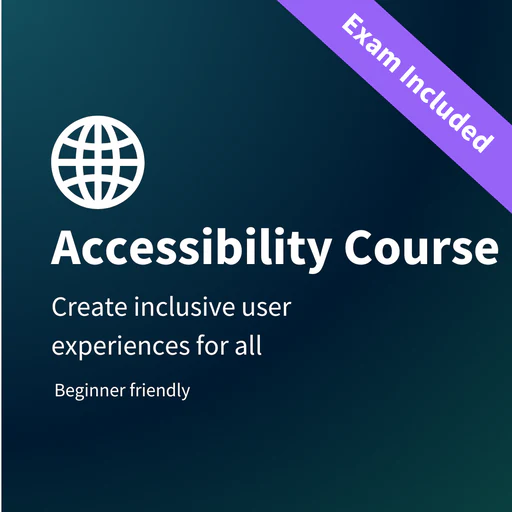 Exam Included
Accessibility Course
Create inclusive user
experiences for all
Beginner friendly